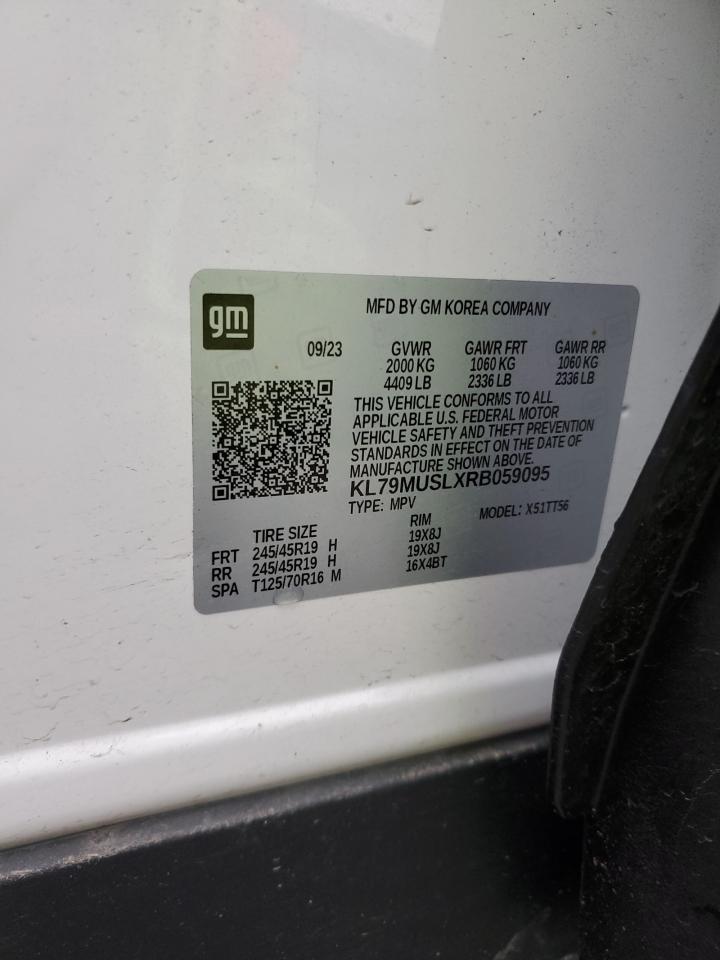 gm
MFD BY GM KOREA COMPANY
09/23 GVWR GAWR FRT GAWR RR
2000 KG 1060 KG 1060 KG
4409 LB 2336 LB 2336 LB
THIS VEHICLE CONFORMS TO ALL
APPLICABLE U.S. FEDERAL MOTOR
VEHICLE SAFETY AND THEFT PREVENTION
STANDARDS IN EFFECT ON THE DATE OF
MANUFACTURE SHOWN ABOVE.
KL79MUSLXRB059095
TYPE: MPV MODEL: X51TT56
TIRE SIZE RIM
FRT 245/45R19 H 19X8J
RR 245/45R19 H 19X8J
SPA T125/70R16 M 16X4BT